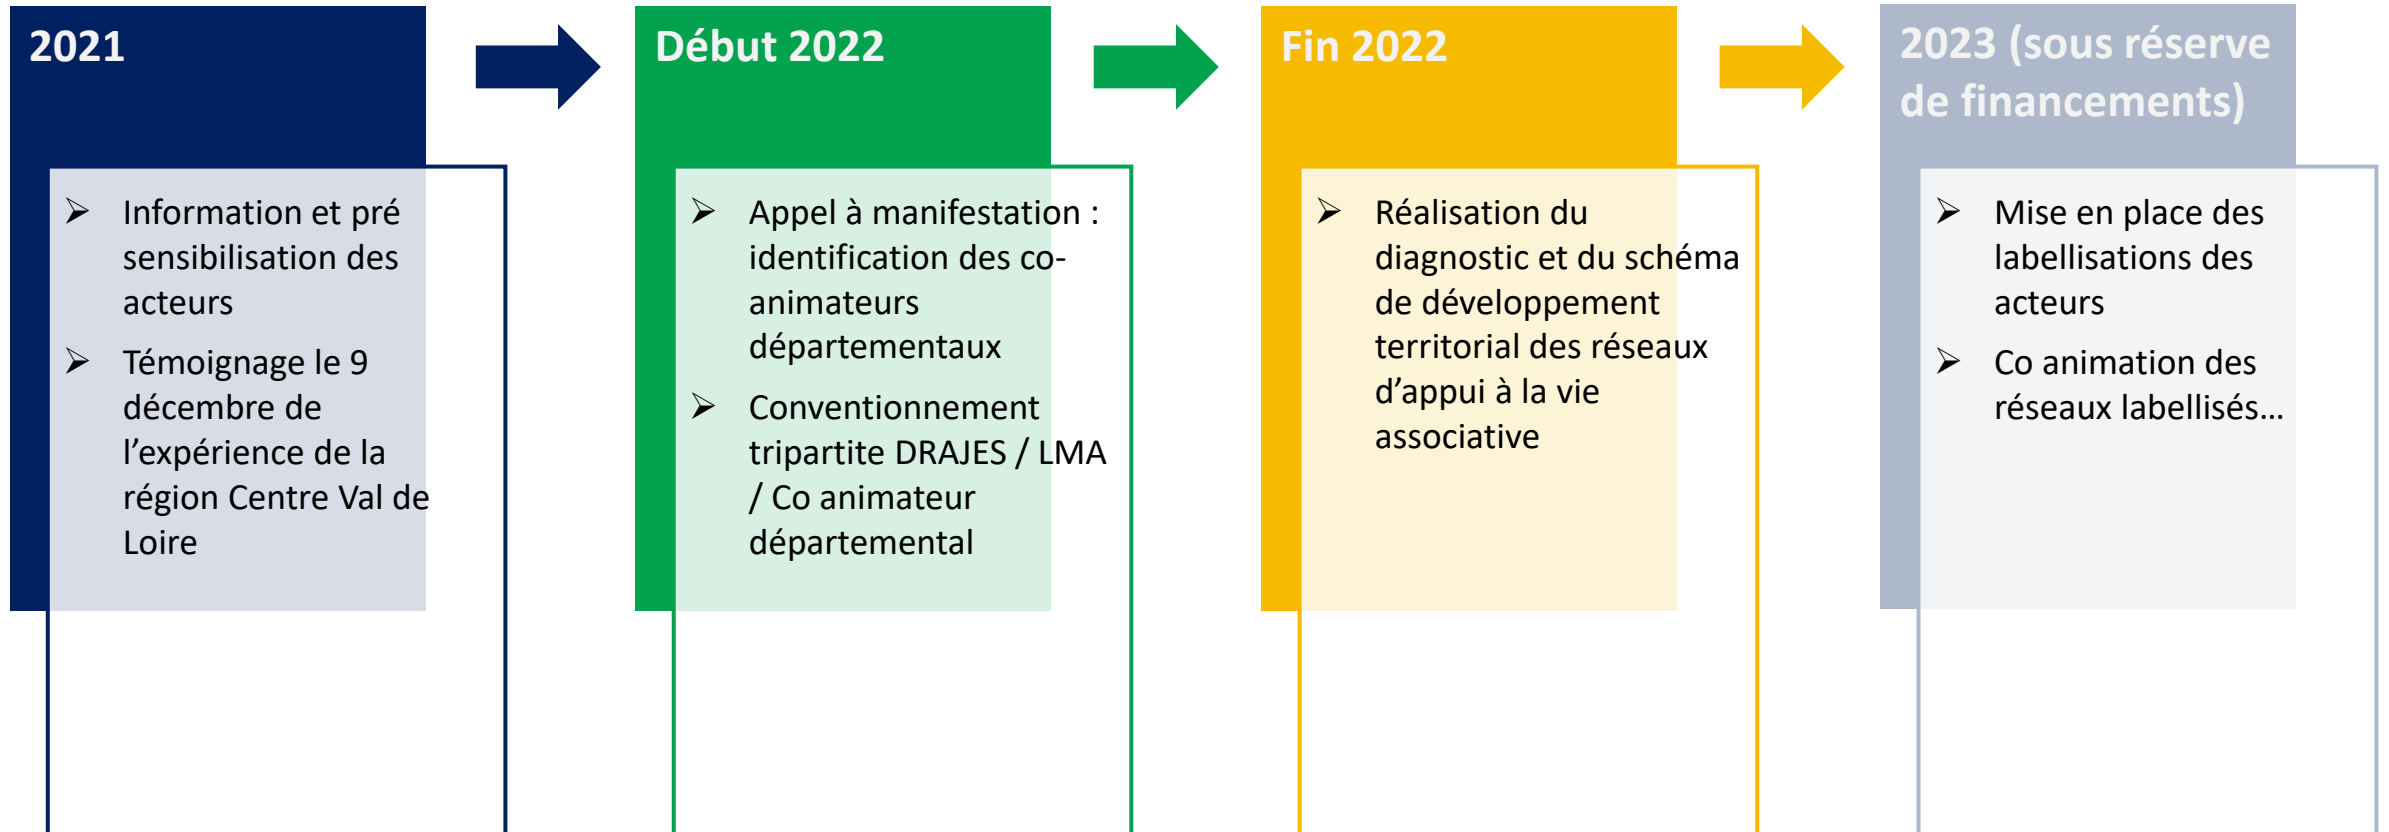 2021
➢ Information et pré
sensibilisation des
acteurs
➢ Témoignage le 9
décembre de
l’expérience de la
région Centre Val de
Loire
Début 2022
➢ Appel à manifestation :
identification des co-
animateurs
départementaux
➢ Conventionnement
tripartite DRAJES / LMA
/ Co animateur
départemental
Fin 2022
➢ Réalisation du
diagnostic et du schéma
de développement
territorial des réseaux
d’appui à la vie
associative
2023 (sous réserve
de financements)
➢ Mise en place des
labellisations des
acteurs
➢ Co animation des
réseaux labellisés…